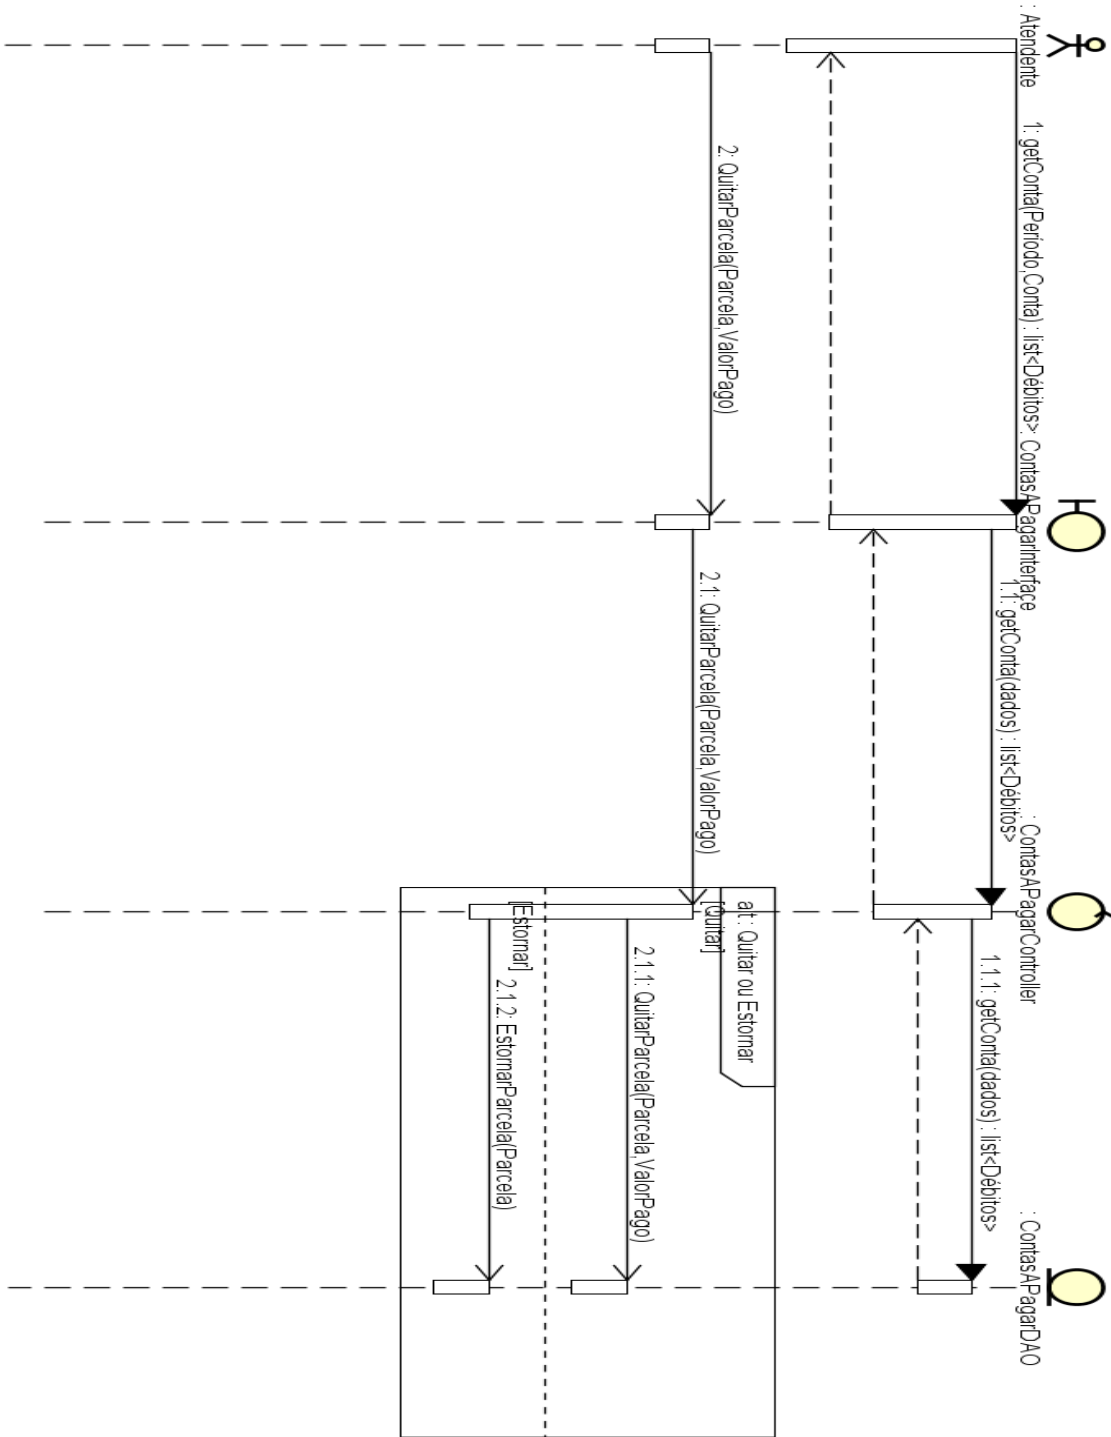 : Atendente
: ContasAPagarInterface
: ContasAPagarController
: ContasAPagarDAO
1: getConta(Período,Conta) : list<Débitos>
1.1: getConta(dados) : list<Débitos>
1.1.1: getConta(dados) : list<Débitos>
2: QuitarParcela(Parcela,ValorPago)
2.1: QuitarParcela(Parcela,ValorPago)
alt : Quitar ou Estornar
[Quitar]
2.1.1: QuitarParcela(Parcela,ValorPago)
[Estornar]
2.1.2: EstornarParcela(Parcela)